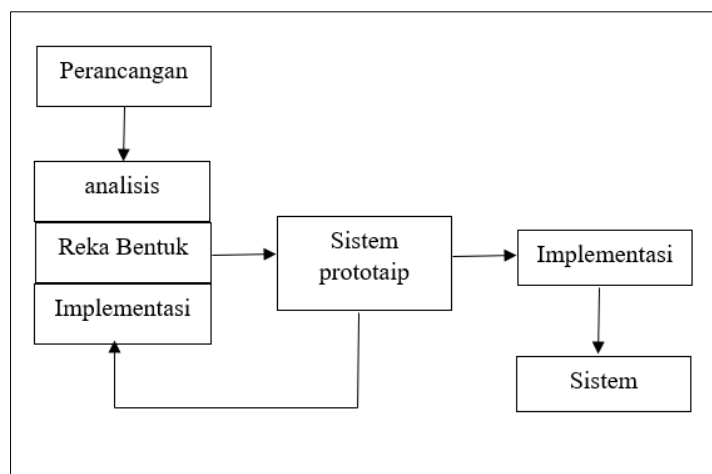 Perancangan
analisis
Reka Bentuk
Implementasi
Sistem
prototaip
Implementasi
Sistem